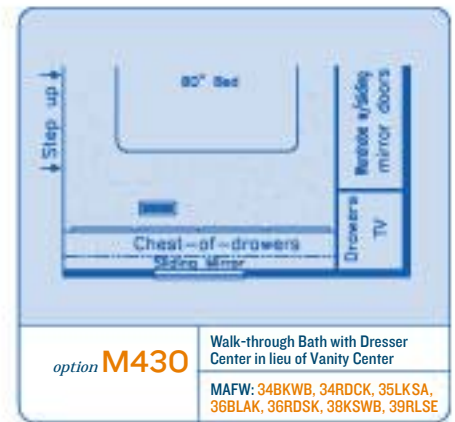 80" Bed
Step up
Wardrobe w/sliding
mirror doors
Chest-of-drawers
Sliding Mirror
Drawers
TV
option M430
Walk-through Bath with Dresser
Center in lieu of Vanity Center
MAFW: 34BKWB, 34RDCK, 35LKSA,
36BLAK, 36RDSK, 38KSWB, 39RLSE